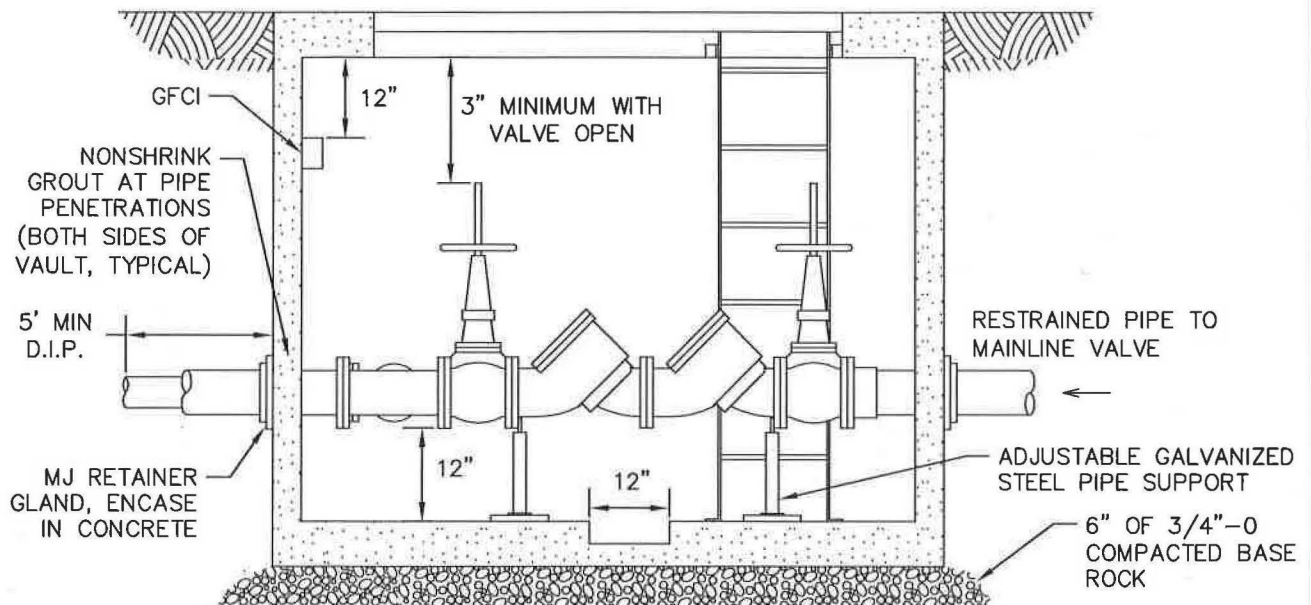 GFCI
12"
3" MINIMUM WITH
VALVE OPEN
NONSHRINK
GROUT AT PIPE
PENETRATIONS
(BOTH SIDES OF
VAULT, TYPICAL)
5' MIN
D.I.P.
RESTRAINED PIPE TO
MAINLINE VALVE
MJ RETAINER
GLAND, ENCASE
IN CONCRETE
12"
12"
ADJUSTABLE GALVANIZED
STEEL PIPE SUPPORT
6" OF 3/4"-0
COMPACTED BASE
ROCK